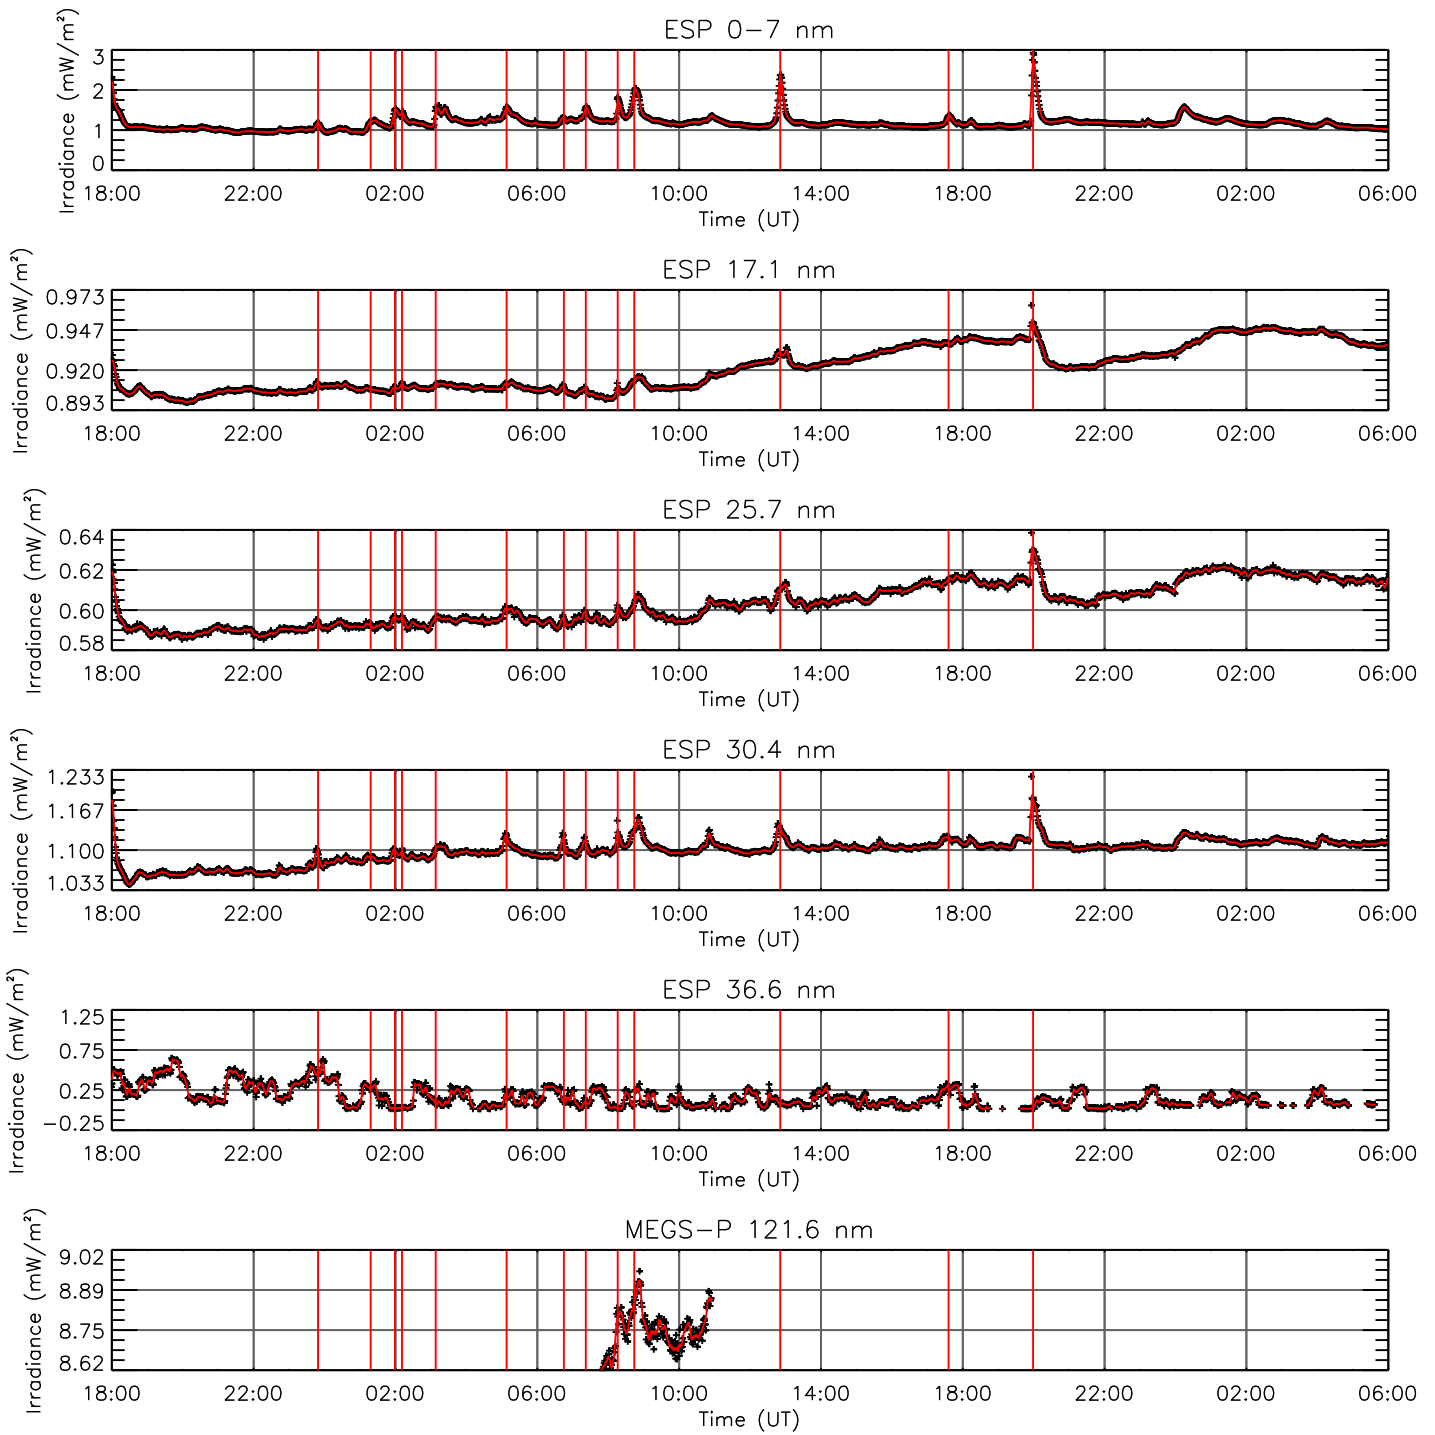 ESP 0−7 nm
Irradiance (mW/m²)
3
2
1
0
18:00 22:00 02:00 06:00 10:00 14:00 18:00 22:00 02:00 06:00
Time (UT)
ESP 17.1 nm
Irradiance (mW/m²)
0.973
0.947
0.920
0.893
18:00 22:00 02:00 06:00 10:00 14:00 18:00 22:00 02:00 06:00
Time (UT)
ESP 25.7 nm
Irradiance (mW/m²)
0.64
0.62
0.60
0.58
18:00 22:00 02:00 06:00 10:00 14:00 18:00 22:00 02:00 06:00
Time (UT)
ESP 30.4 nm
Irradiance (mW/m²)
1.233
1.167
1.100
1.033
18:00 22:00 02:00 06:00 10:00 14:00 18:00 22:00 02:00 06:00
Time (UT)
ESP 36.6 nm
Irradiance (mW/m²)
1.25
0.75
0.25
−0.25
18:00 22:00 02:00 06:00 10:00 14:00 18:00 22:00 02:00 06:00
Time (UT)
MEGS−P 121.6 nm
Irradiance (mW/m²)
9.02
8.89
8.75
8.62
18:00 22:00 02:00 06:00 10:00 14:00 18:00 22:00 02:00 06:00
Time (UT)